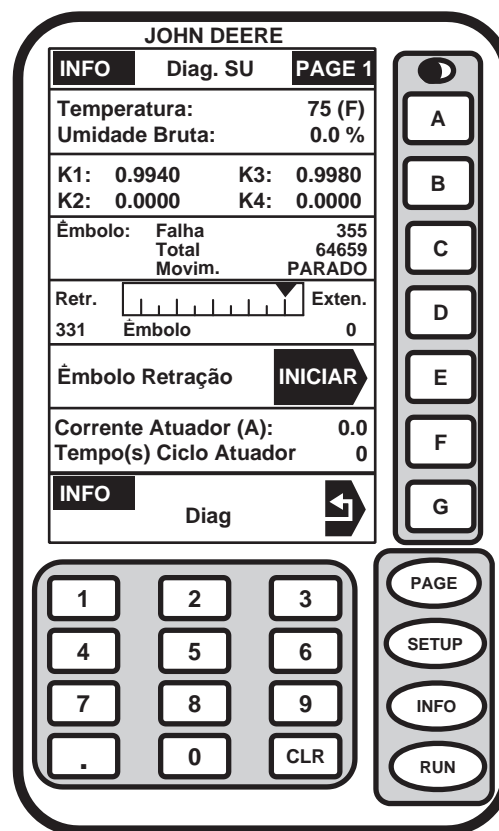 JOHN DEERE
INFO Diag. SU PAGE 1
Temperatura: 75 (F)
Umidade Bruta: 0.0 %
K1: 0.9940 K3: 0.9980
K2: 0.0000 K4: 0.0000
Êmbolo: Falha 355
Total 64659
Movim. PARADO
Retr. Exten.
331 Êmbolo 0
Êmbolo Retração INICIAR
Corrente Atuador (A): 0.0
Tempo(s) Ciclo Atuador 0
INFO
Diag
A
B
C
D
E
F
G
1 2 3
4 5 6
7 8 9
. 0 CLR
PAGE
SETUP
INFO
RUN